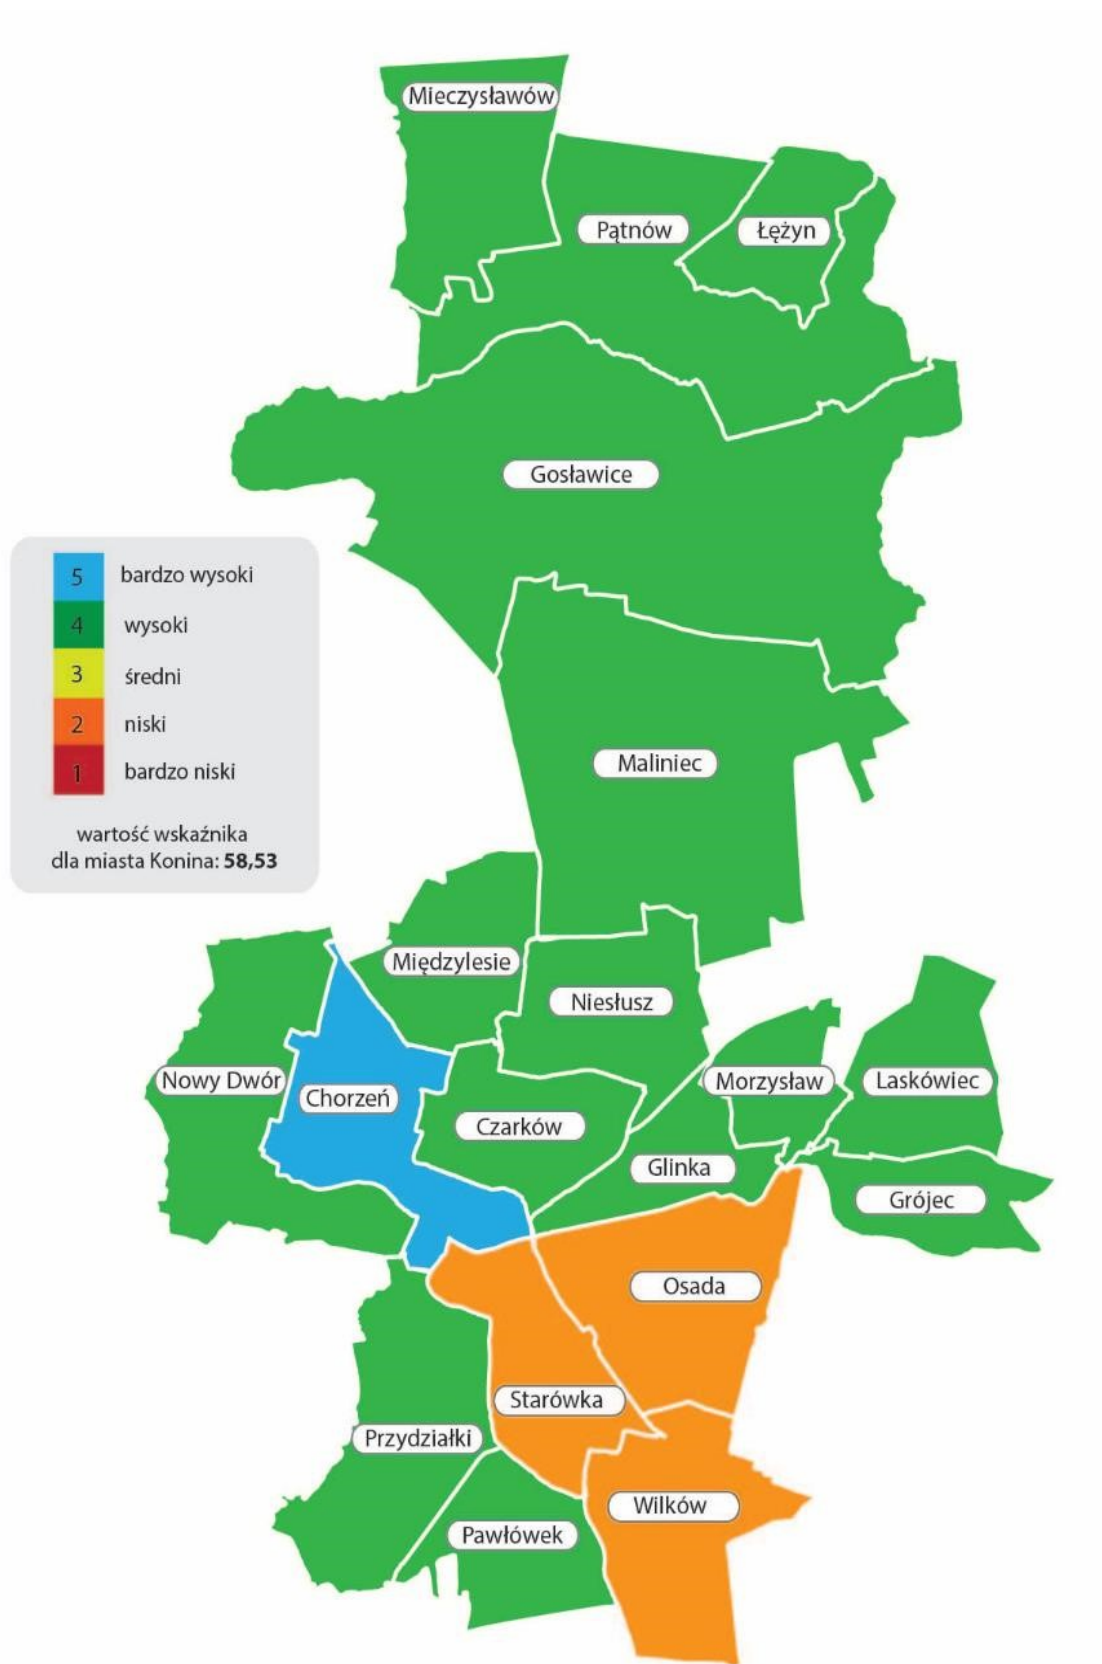 Mieczysławów
Pątnów
Łężyn
Gosławice
5 bardzo wysoki
4 wysoki
3 średni
2 niski
1 bardzo niski
wartość wskaźnika
dla miasta Konina: 58,53
Maliniec
Międzylesie
Niesłusz
Nowy Dwór
Chorzeń
Czarków
Morzysław
Laskówiec
Glinka
Grójec
Osada
Starówka
Przydziałki
Wilków
Pawłówek